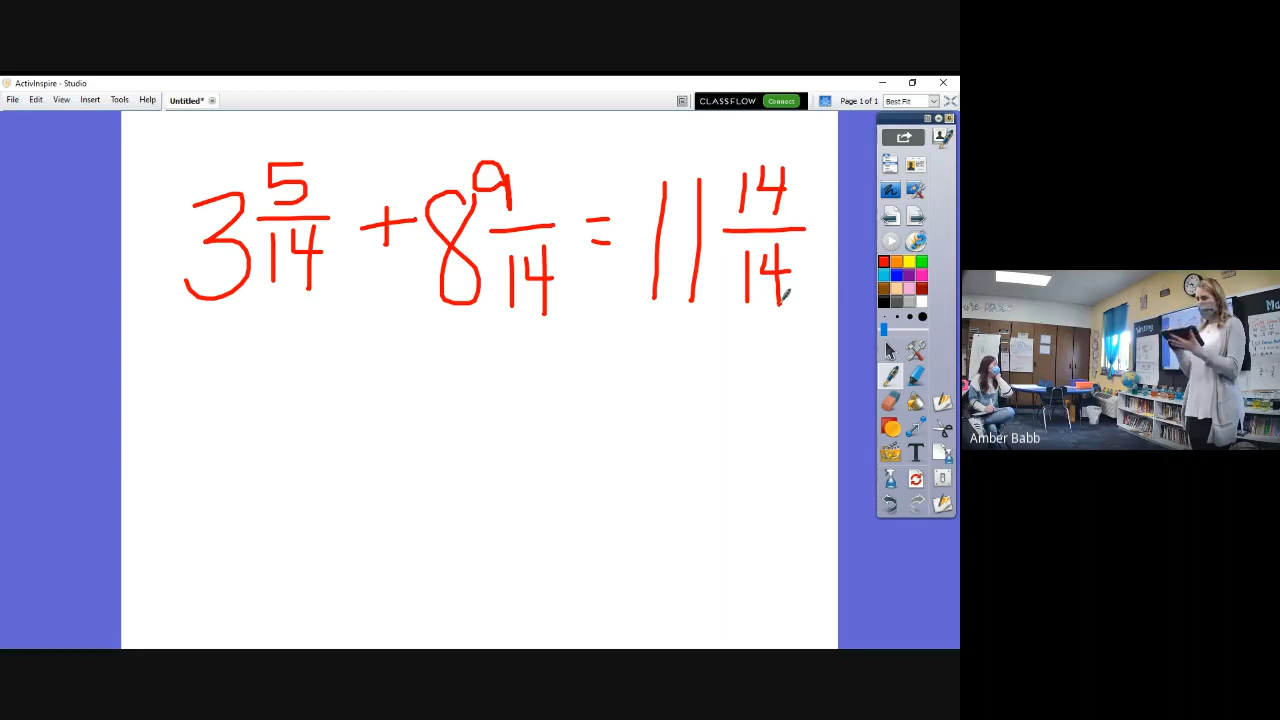 ActivInspire - Studio
File Edit View Insert Tools Help Untitled* CLASSFLOW Connect Page 1 of 1 Best Fit
3 5/14 + 8 9/14 = 11 14/14
Writing
Amber Babb